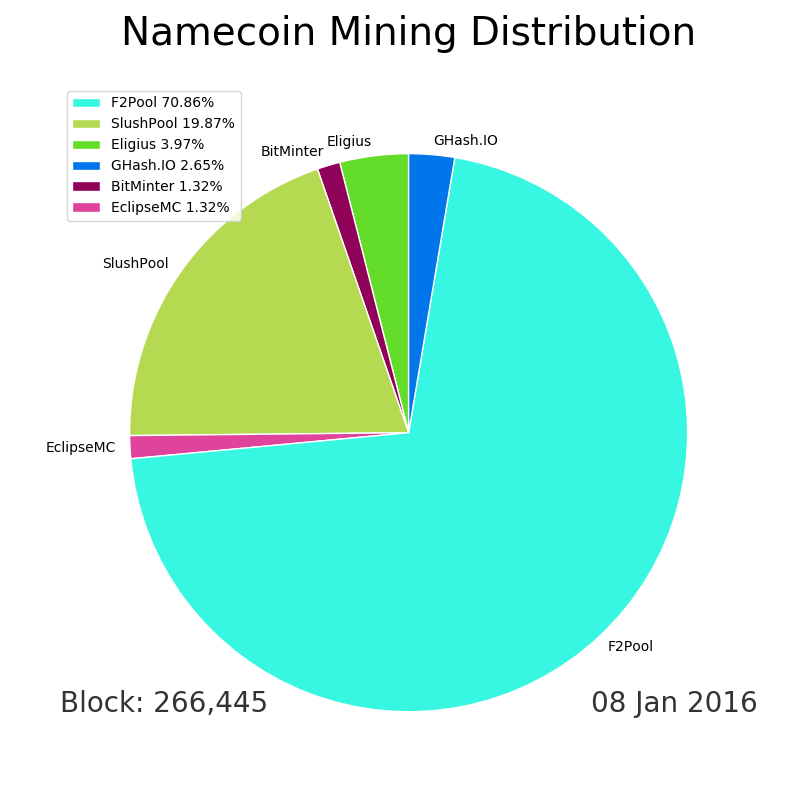 Namecoin Mining Distribution
F2Pool 70.86%
SlushPool 19.87%
Eligius 3.97%
GHash.IO 2.65%
BitMinter 1.32%
EclipseMC 1.32%
GHash.IO
Eligius
BitMinter
SlushPool
EclipseMC
F2Pool
Block: 266,445
08 Jan 2016